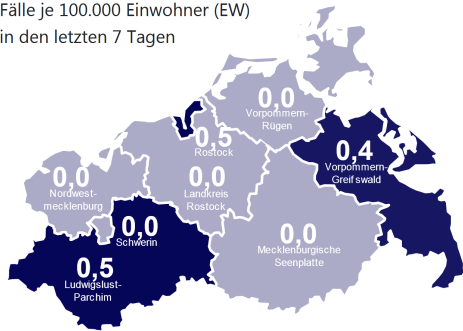 Fälle je 100.000 Einwohner (EW)
in den letzten 7 Tagen
0,0
Vorpommern-
Rügen
0,5
Rostock
0,4
Vorpommern-
Greifswald
0,0
Nordwest-
mecklenburg
0,0
Landkreis
Rostock
0,0
Schwerin
0,0
Mecklenburgische
Seenplatte
0,5
Ludwigslust-
Parchim